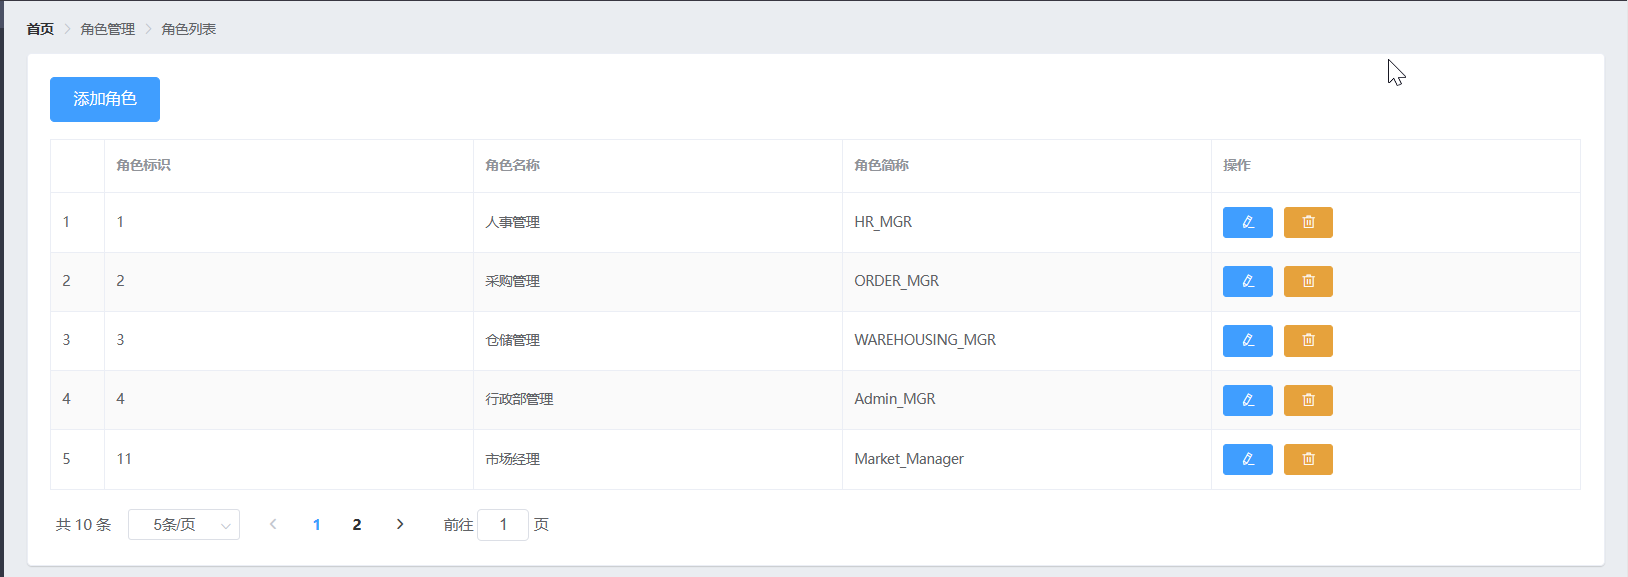 首页 > 角色管理 > 角色列表
添加角色
角色标识 角色名称 角色简称 操作
1 1 人事管理 HR_MGR
2 2 采购管理 ORDER_MGR
3 3 仓储管理 WAREHOUSING_MGR
4 4 行政部管理 Admin_MGR
5 11 市场经理 Market_Manager
共 10 条 5条/页 < 1 2 > 前往 1 页